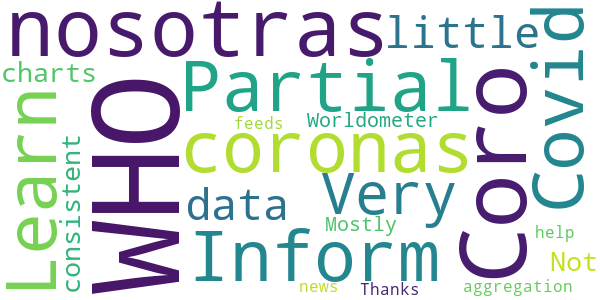 nosotras
little
charts
Partial
Covid
Learn
WHO
Coro
feeds
Worldometer
coronas
consistent
data
Very
Mostly
Inform
help
Not
news
Thanks
aggregation